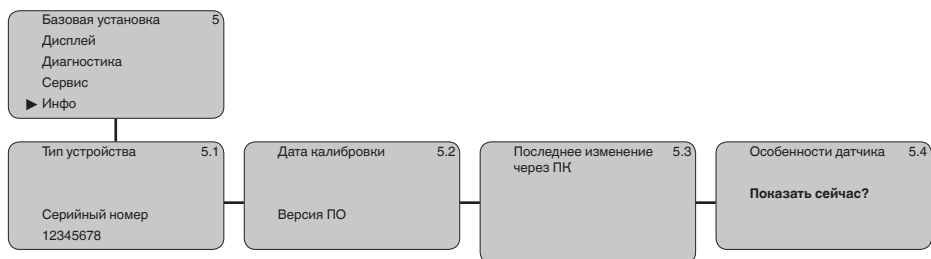 Базовая установка 5
Дисплей
Диагностика
Сервис
▶ Инфо
Тип устройства 5.1
Серийный номер
12345678
Дата калибровки 5.2
Версия ПО
Последнее изменение 5.3
через ПК
Особенности датчика 5.4
Показать сейчас?